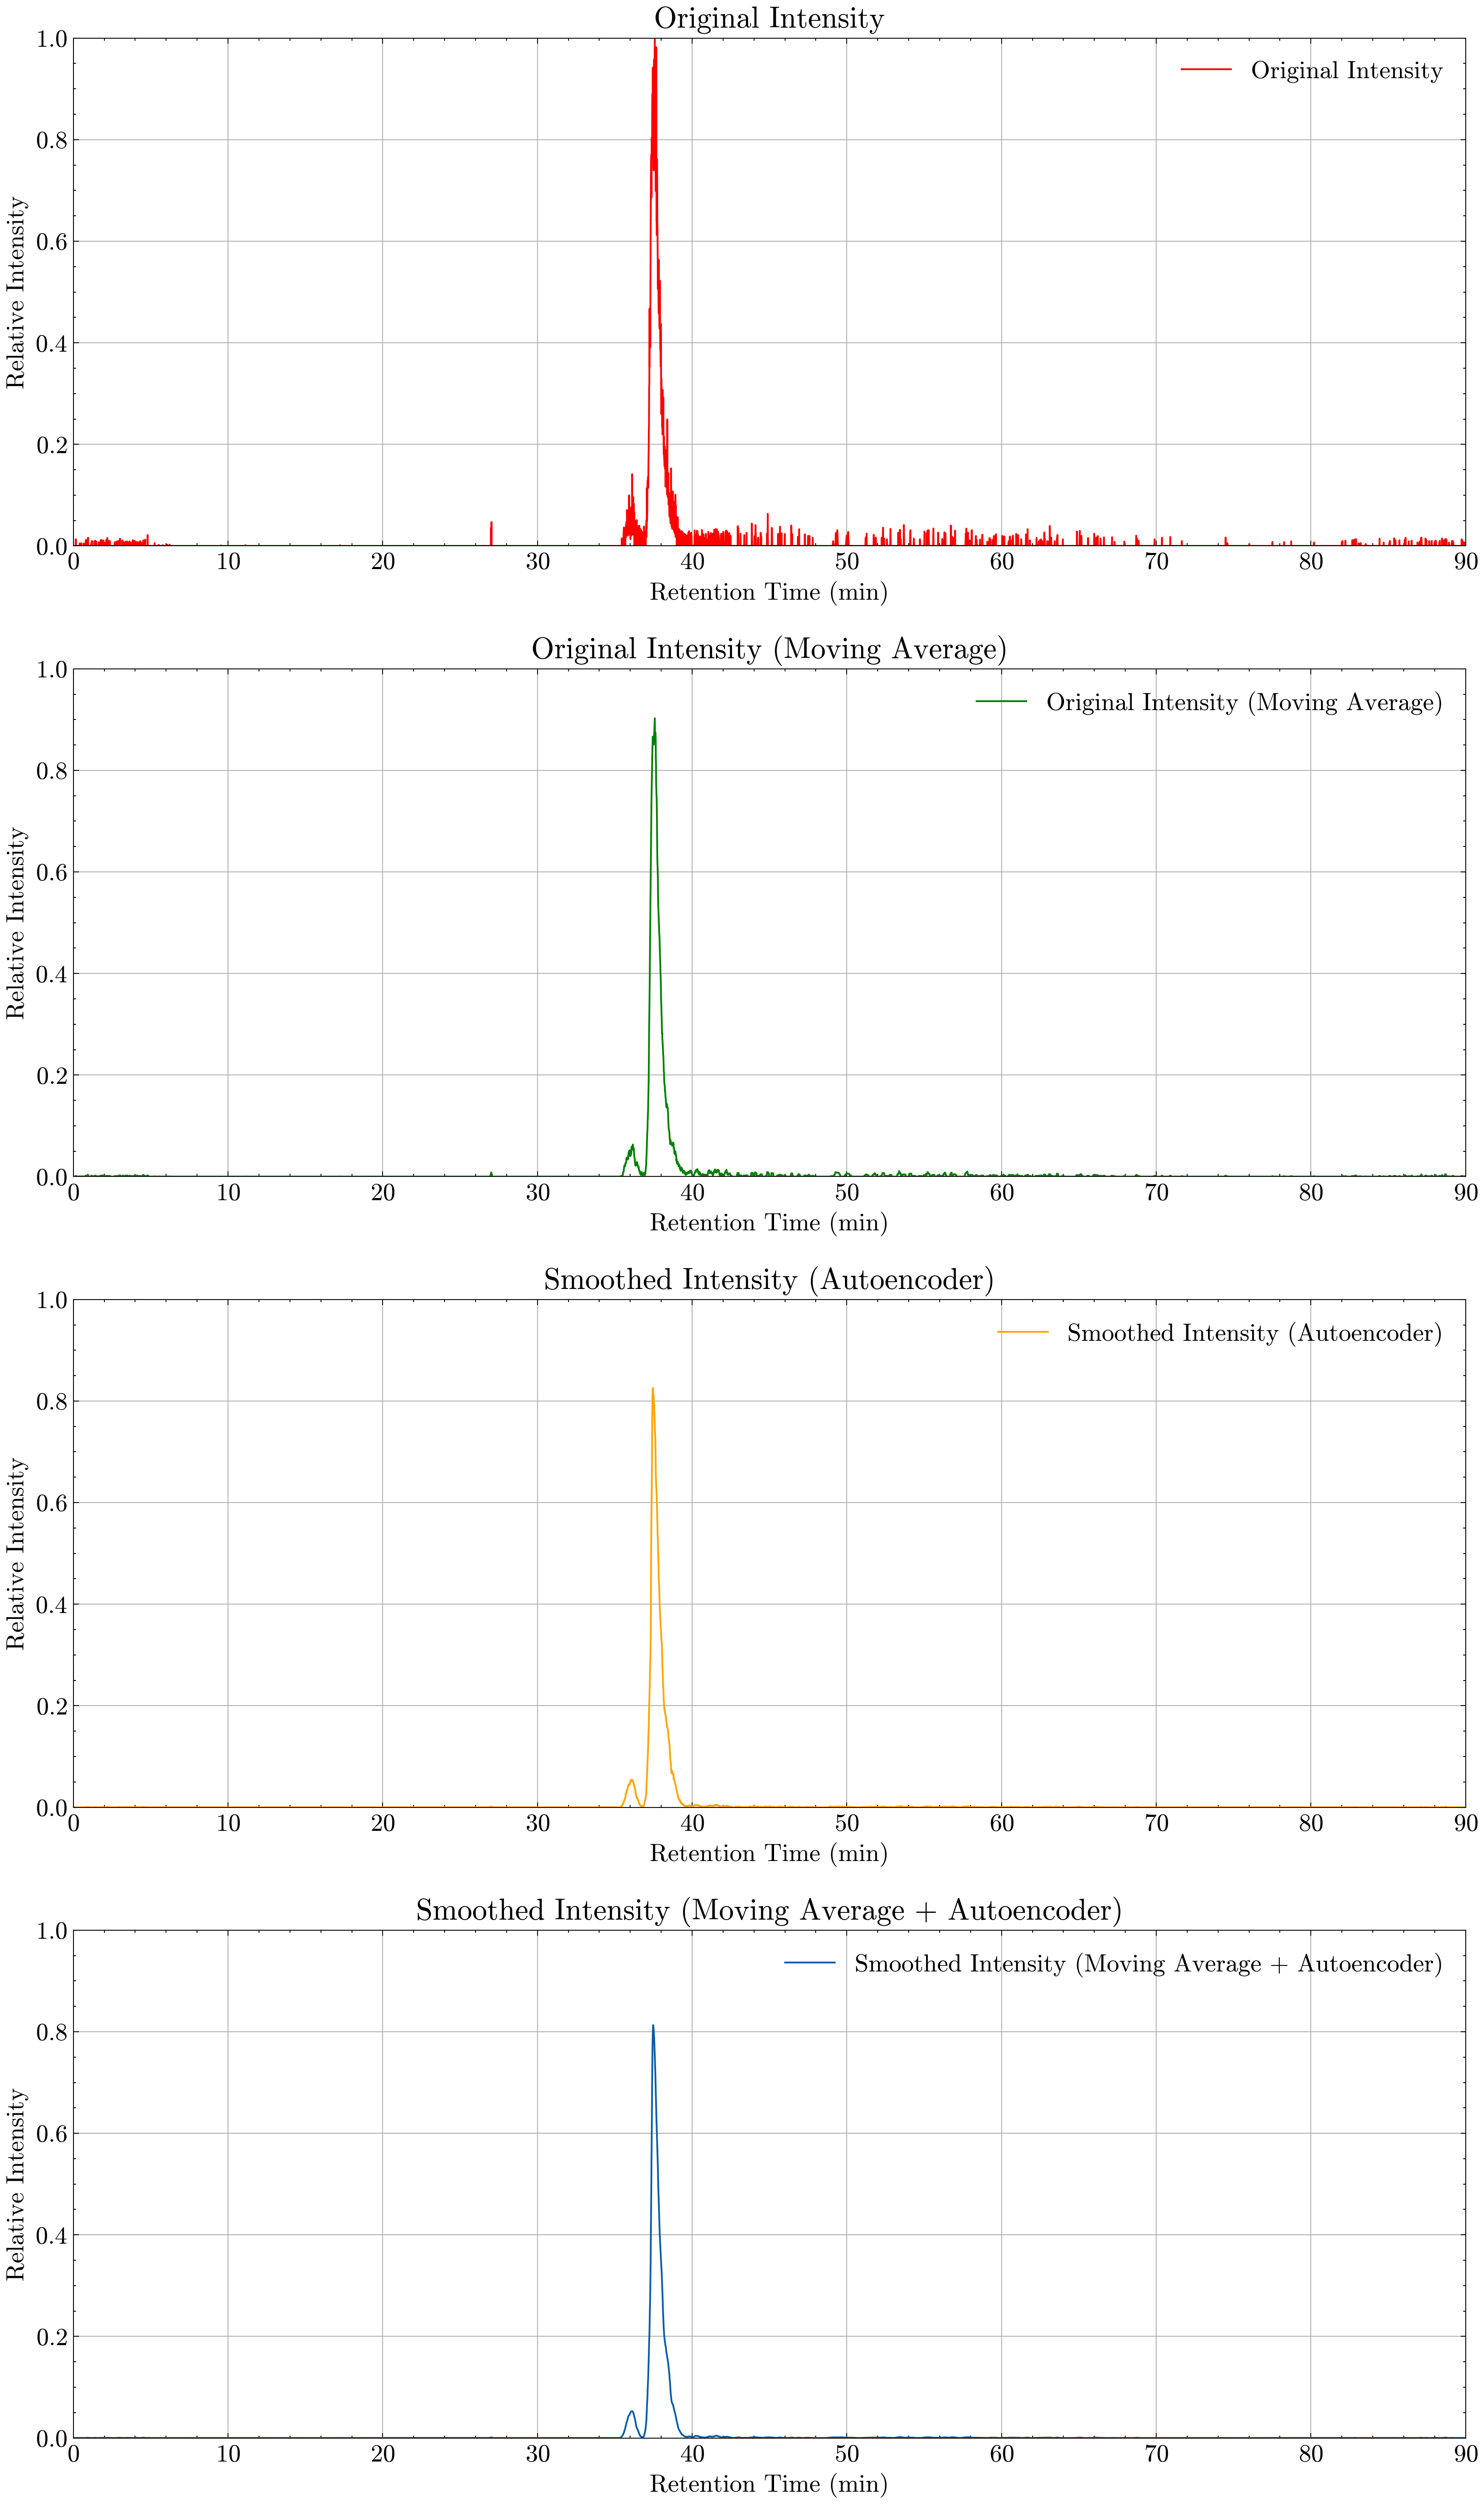 Original Intensity
1.0
Original Intensity
0.8
0.6
Relative Intensity
0.4
0.2
0.0
0 10 20 30 40 50 60 70 80 90
Retention Time (min)
Original Intensity (Moving Average)
1.0
Original Intensity (Moving Average)
0.8
0.6
Relative Intensity
0.4
0.2
0.0
0 10 20 30 40 50 60 70 80 90
Retention Time (min)
Smoothed Intensity (Autoencoder)
1.0
Smoothed Intensity (Autoencoder)
0.8
0.6
Relative Intensity
0.4
0.2
0.0
0 10 20 30 40 50 60 70 80 90
Retention Time (min)
Smoothed Intensity (Moving Average + Autoencoder)
1.0
Smoothed Intensity (Moving Average + Autoencoder)
0.8
0.6
Relative Intensity
0.4
0.2
0.0
0 10 20 30 40 50 60 70 80 90
Retention Time (min)